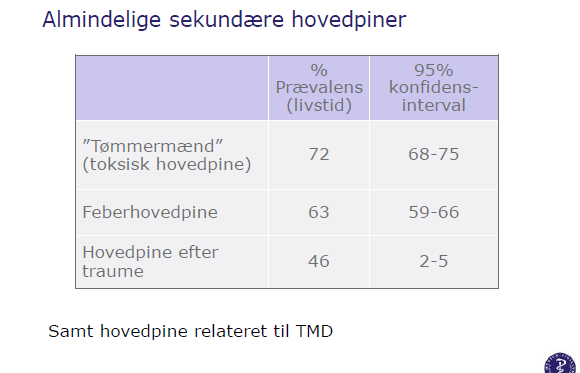 Almindelige sekundære hovedpiner
%
Prævalens
(livstid)
95%
konfidens-
interval
”Tømmermænd”
(toksisk hovedpine)
72
68-75
Feberhovedpine
63
59-66
Hovedpine efter
traume
46
2-5
Samt hovedpine relateret til TMD